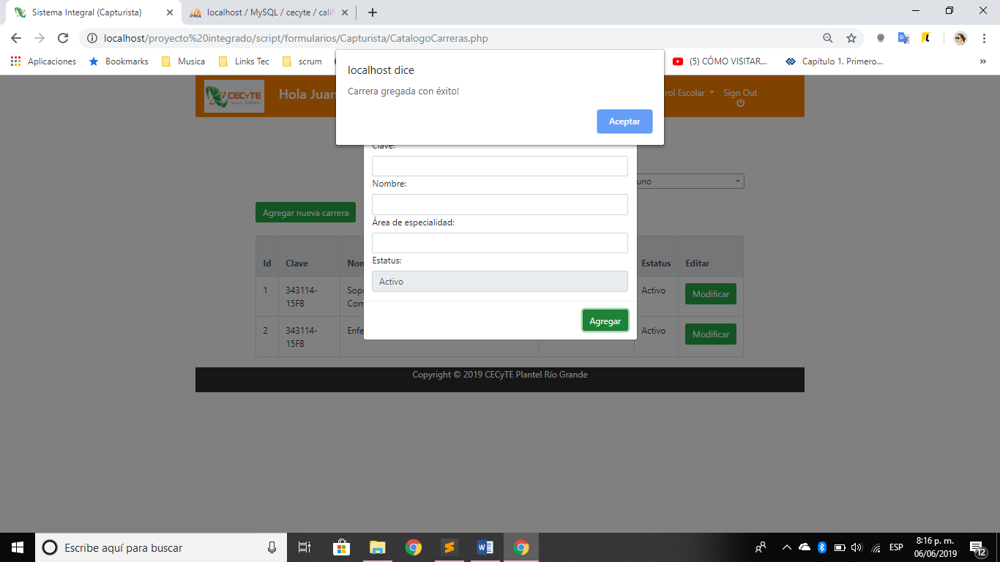 Sistema Integral (Capturista)
localhost / MySQL / cecyte / calif
localhost/proyecto%20integrado/script/formularios/Capturista/CatalogoCarreras.php
Aplicaciones Bookmarks Musica Links Tec scrum (5) CÓMO VISITAR... Capítulo 1. Primero... »
localhost dice
Carrera gregada con éxito!
Aceptar
CECyTE Hola Juan rol Escolar Sign Out
Clave:
Nombre:
uno
Agregar nueva carrera
Área de especialidad:
Estatus:
Activo
Agregar
Id Clave Nom Estatus Editar
1 343114-15FB Sopo Com Activo Modificar
2 343114-15FB Enfe Activo Modificar
Copyright © 2019 CECyTE Plantel Río Grande
Escribe aquí para buscar
ESP
8:16 p. m.
06/06/2019
12